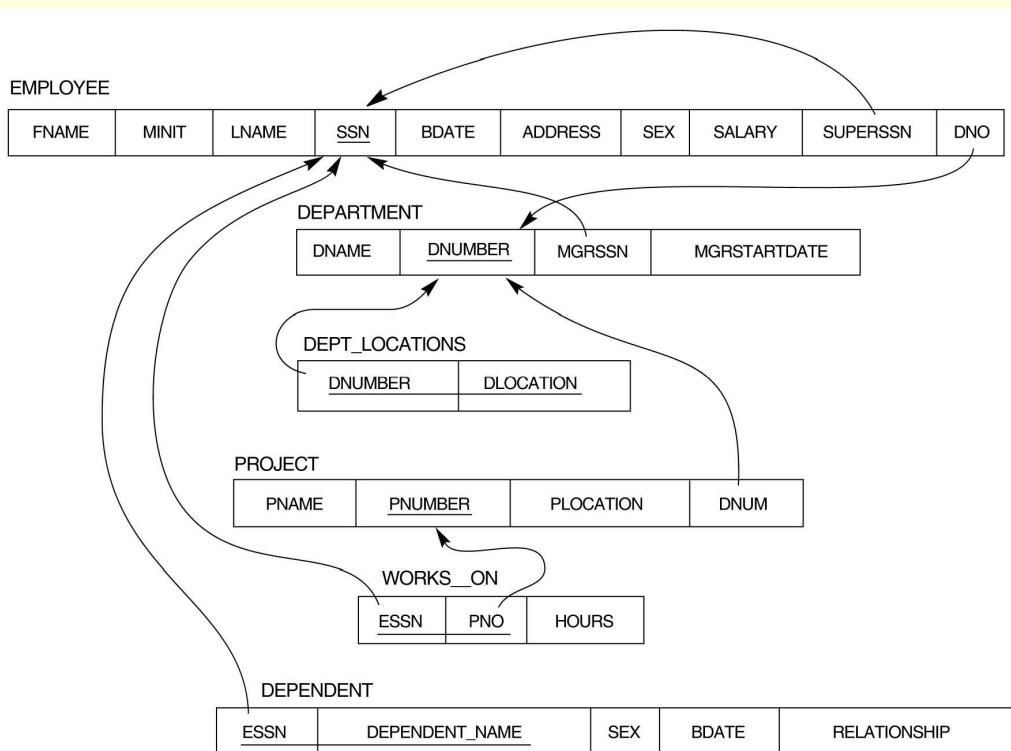 EMPLOYEE
FNAME MINIT LNAME SSN BDATE ADDRESS SEX SALARY SUPERSSN DNO
DEPARTMENT
DNAME DNUMBER MGRSSN MGRSTARTDATE
DEPT_LOCATIONS
DNUMBER DLOCATION
PROJECT
PNAME PNUMBER PLOCATION DNUM
WORKS__ON
ESSN PNO HOURS
DEPENDENT
ESSN DEPENDENT_NAME SEX BDATE RELATIONSHIP